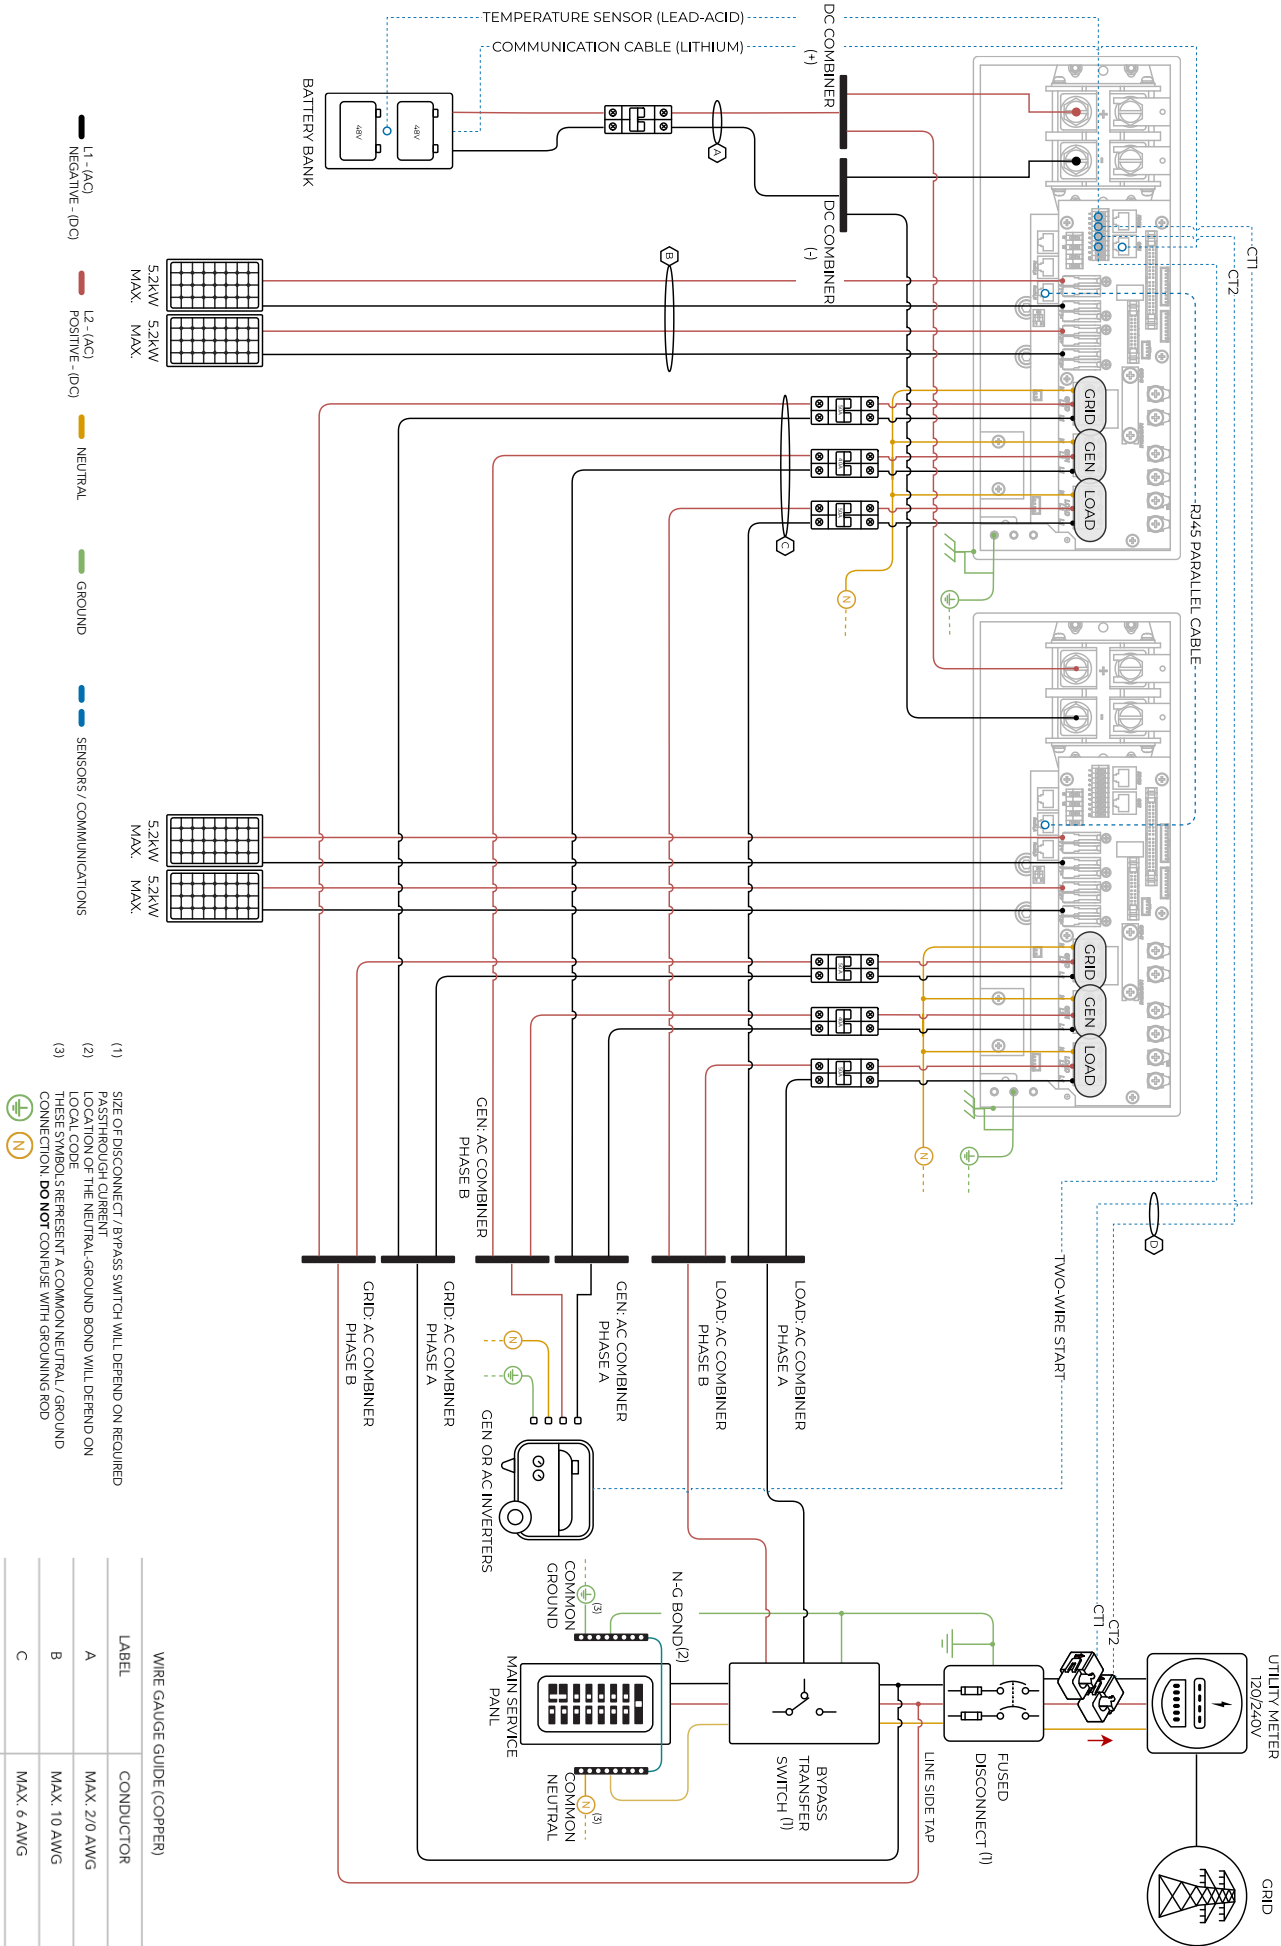 TEMPERATURE SENSOR (LEAD-ACID)
COMMUNICATION CABLE (LITHIUM)
DC COMBINER
(+)
DC COMBINER
(-)
BATTERY BANK
48V
48V
A
B
C
D
5.2kW
MAX.
5.2kW
MAX.
5.2kW
MAX.
5.2kW
MAX.
CT1
CT2
RJ45 PARALLEL CABLE
GRID
GEN
LOAD
GRID
GEN
LOAD
N
N
L1 - (AC)
NEGATIVE - (DC)
L2 - (AC)
POSITIVE - (DC)
NEUTRAL
GROUND
SENSORS / COMMUNICATIONS
GEN: AC COMBINER
PHASE B
GRID: AC COMBINER
PHASE B
GRID: AC COMBINER
PHASE A
GEN: AC COMBINER
PHASE A
LOAD: AC COMBINER
PHASE B
LOAD: AC COMBINER
PHASE A
TWO-WIRE START
N
GEN OR AC INVERTERS
COMMON
GROUND
(3)
N-G BOND (2)
MAIN SERVICE
PANL
COMMON
NEUTRAL
N
(3)
BYPASS
TRANSFER
SWITCH (1)
LINE SIDE TAP
FUSED
DISCONNECT (1)
CT1
CT2
UTILITY METER
120/240V
GRID
(1) SIZE OF DISCONNECT / BYPASS SWITCH WILL DEPEND ON REQUIRED
PASSTHROUGH CURRENT
(2) LOCATION OF THE NEUTRAL-GROUND BOND WILL DEPEND ON
LOCAL CODE
(3) THESE SYMBOLS REPRESENT A COMMON NEUTRAL / GROUND
CONNECTION. DO NOT CONFUSE WITH GROUNING ROD
N
WIRE GAUGE GUIDE (COPPER)
LABEL CONDUCTOR
A MAX. 2/0 AWG
B MAX. 10 AWG
C MAX. 6 AWG